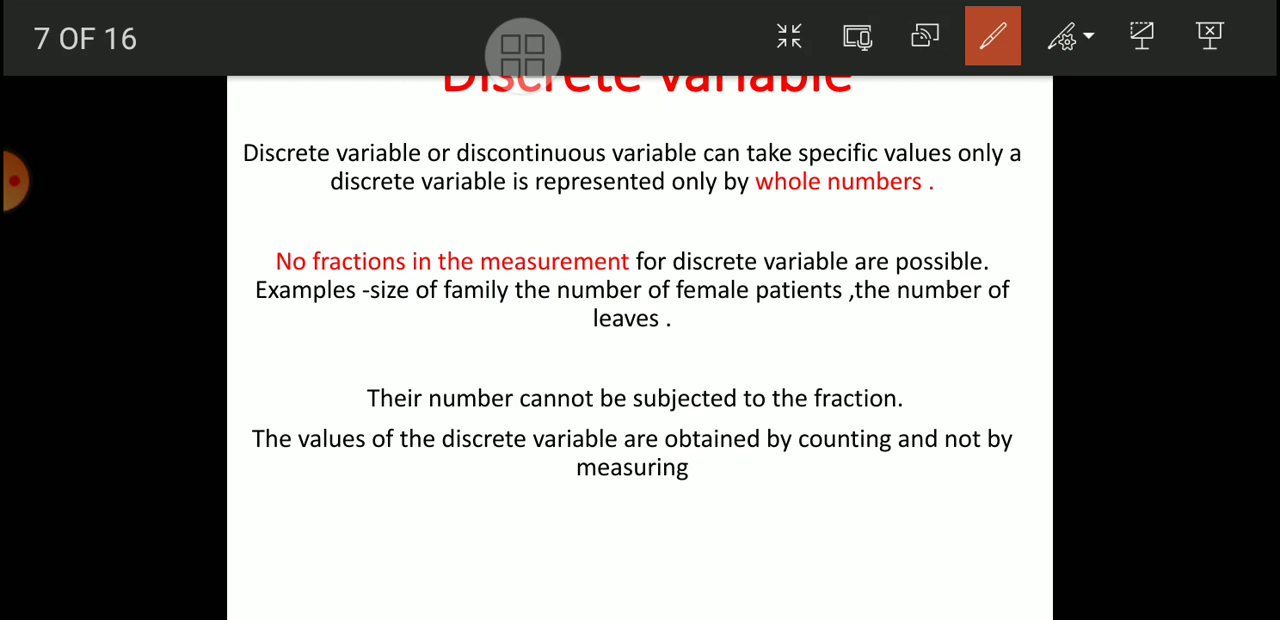 7 OF 16
Discrete variable
Discrete variable or discontinuous variable can take specific values only a
discrete variable is represented only by whole numbers .
No fractions in the measurement for discrete variable are possible.
Examples -size of family the number of female patients ,the number of
leaves .
Their number cannot be subjected to the fraction.
The values of the discrete variable are obtained by counting and not by
measuring